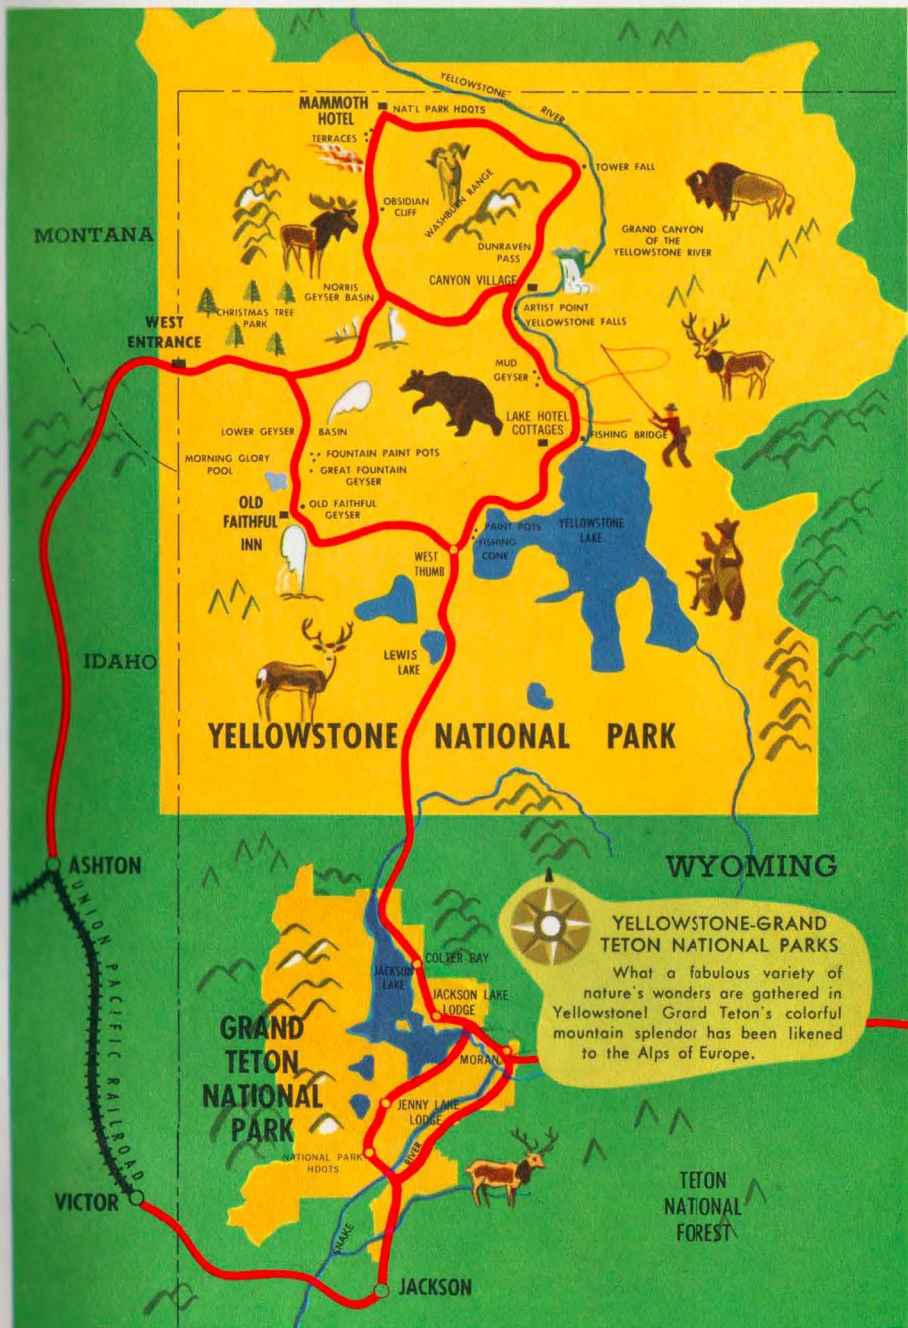 YELLOWSTONE
RIVER
MAMMOTH
HOTEL
NAT'L PARK HDQTS
TERRACES
TOWER FALL
OBSIDIAN
CLIFF
WASHBURN RANGE
GRAND CANYON
OF THE
YELLOWSTONE RIVER
MONTANA
DUNRAVEN
PASS
CANYON VILLAGE
NORRIS
GEYSER BASIN
CHRISTMAS TREE
PARK
ARTIST POINT
YELLOWSTONE FALLS
WEST
ENTRANCE
MUD
GEYSER
LAKE HOTEL
COTTAGES
FISHING BRIDGE
LOWER GEYSER BASIN
MORNING GLORY
POOL
FOUNTAIN PAINT POTS
GREAT FOUNTAIN
GEYSER
OLD
FAITHFUL
INN
OLD FAITHFUL
GEYSER
PAINT POTS
FISHING
CONE
YELLOWSTONE
LAKE
WEST
THUMB
LEWIS
LAKE
IDAHO
YELLOWSTONE NATIONAL PARK
ASHTON
UNION PACIFIC RAILROAD
WYOMING
YELLOWSTONE-GRAND
TETON NATIONAL PARKS
What a fabulous variety of
nature's wonders are gathered in
Yellowstone! Grand Teton's colorful
mountain splendor has been likened
to the Alps of Europe.
COLTER BAY
JACKSON
LAKE
JACKSON LAKE
LODGE
MORAN
GRAND
TETON
NATIONAL
PARK
JENNY LAKE
LODGE
NATIONAL PARK
HDQTS
SNAKE
RIVER
TETON
NATIONAL
FOREST
VICTOR
JACKSON